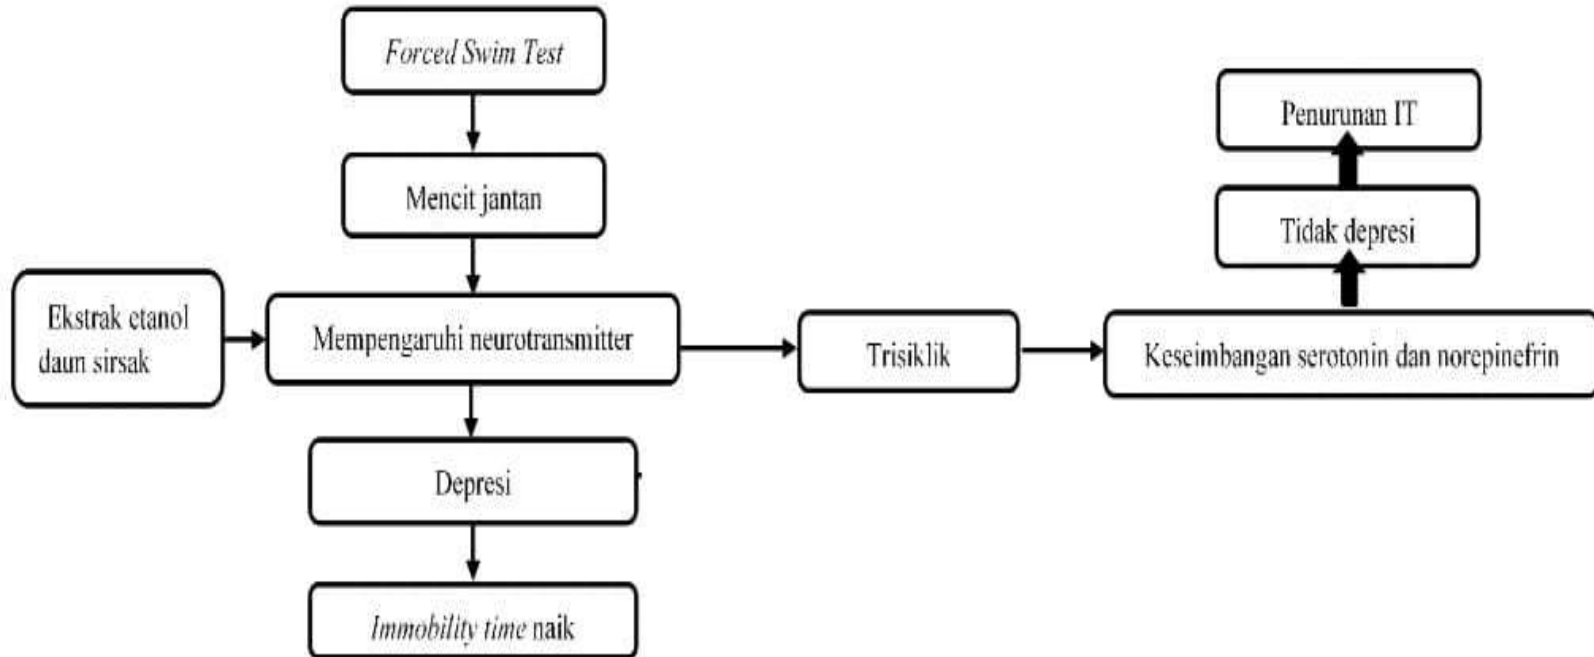 Forced Swim Test
Penurunan IT
Mencit jantan
Tidak depresi
Ekstrak etanol
daun sirsak
Mempengaruhi neurotransmitter
Trisiklik
Keseimbangan serotonin dan norepinefrin
Depresi
Immobility time naik